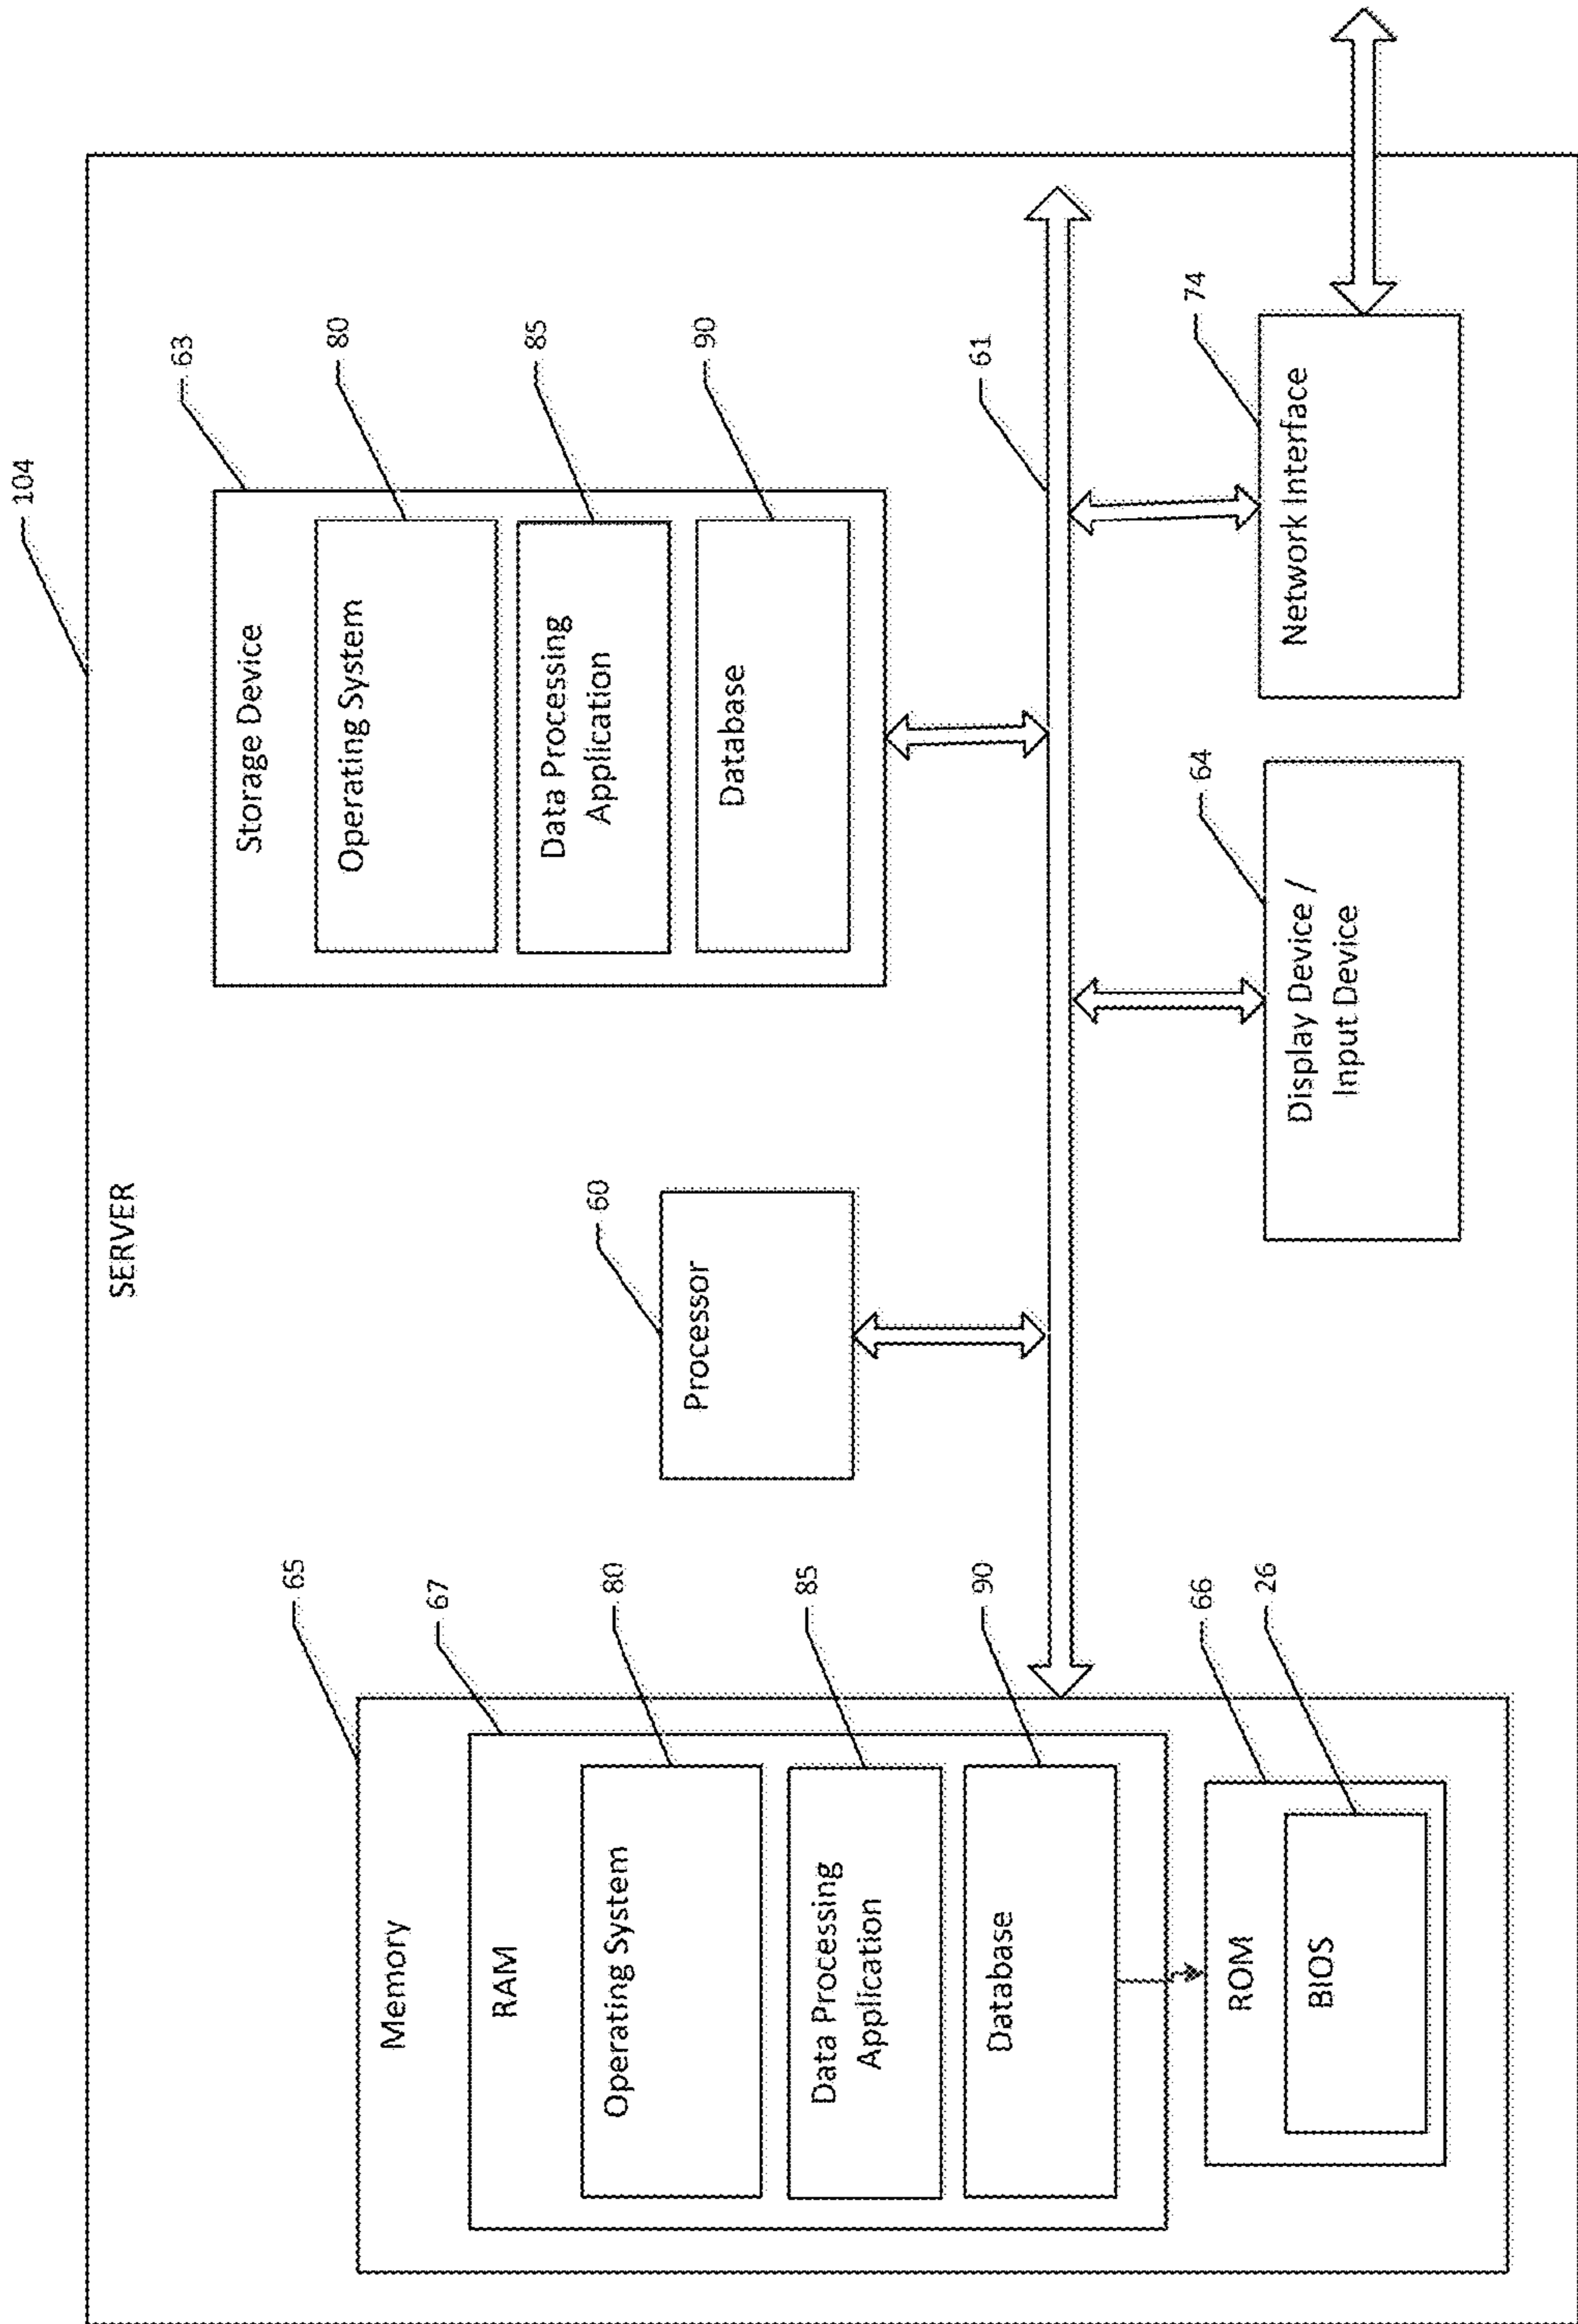 104
SERVER
65
Memory
67
RAM
80
Operating System
85
Data Processing
Application
90
Database
66
ROM
26
BIOS
60
Processor
63
Storage Device
80
Operating System
85
Data Processing
Application
90
Database
61
64
Display Device /
Input Device
74
Network Interface